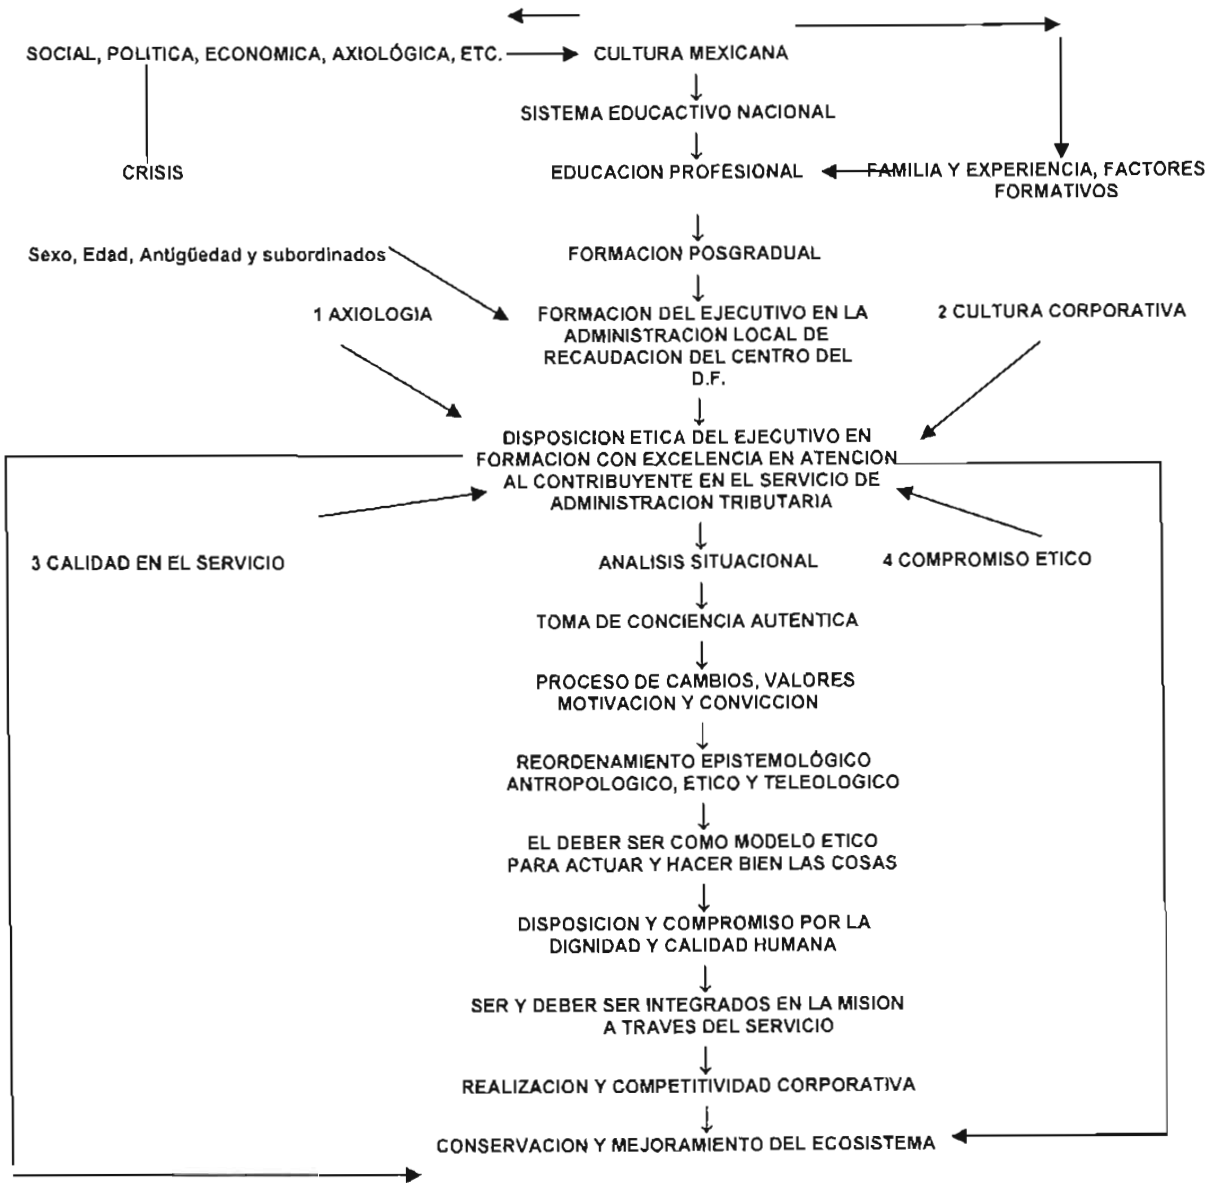 SOCIAL, POLITICA, ECONOMICA, AXIOLÓGICA, ETC.
CULTURA MEXICANA
SISTEMA EDUCACTIVO NACIONAL
CRISIS
EDUCACION PROFESIONAL
FAMILIA Y EXPERIENCIA, FACTORES
FORMATIVOS
Sexo, Edad, Antigüedad y subordinados
FORMACION POSGRADUAL
1 AXIOLOGIA
FORMACION DEL EJECUTIVO EN LA
ADMINISTRACION LOCAL DE
RECAUDACION DEL CENTRO DEL
D.F.
2 CULTURA CORPORATIVA
DISPOSICION ETICA DEL EJECUTIVO EN
FORMACION CON EXCELENCIA EN ATENCION
AL CONTRIBUYENTE EN EL SERVICIO DE
ADMINISTRACION TRIBUTARIA
3 CALIDAD EN EL SERVICIO
ANALISIS SITUACIONAL
4 COMPROMISO ETICO
TOMA DE CONCIENCIA AUTENTICA
PROCESO DE CAMBIOS, VALORES
MOTIVACION Y CONVICCION
REORDENAMIENTO EPISTEMOLÓGICO
ANTROPOLOGICO, ETICO Y TELEOLOGICO
EL DEBER SER COMO MODELO ETICO
PARA ACTUAR Y HACER BIEN LAS COSAS
DISPOSICION Y COMPROMISO POR LA
DIGNIDAD Y CALIDAD HUMANA
SER Y DEBER SER INTEGRADOS EN LA MISION
A TRAVES DEL SERVICIO
REALIZACION Y COMPETITIVIDAD CORPORATIVA
CONSERVACION Y MEJORAMIENTO DEL ECOSISTEMA